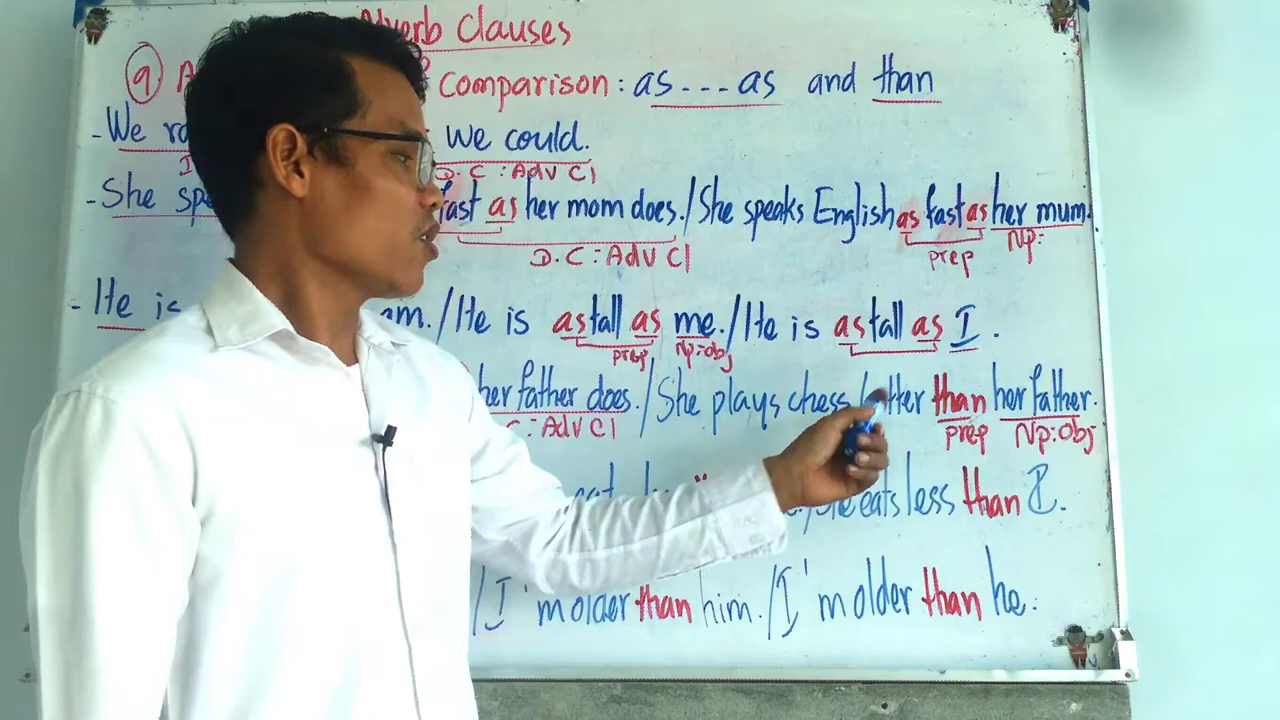 Adverb Clauses
⑨ A Comparison: as---as and than
- We we could.
D.C: Adv Cl
- She fast as her mom does./She speaks English as fast as her mum.
D.C: Adv Cl prep Np:
- He is am./He is as tall as me./He is as tall as I.
prep Np:obj
her father does./She plays chess better than her father.
C: Adv Cl prep Np:obj
eats less than I.
/I'm older than him./I'm older than he.